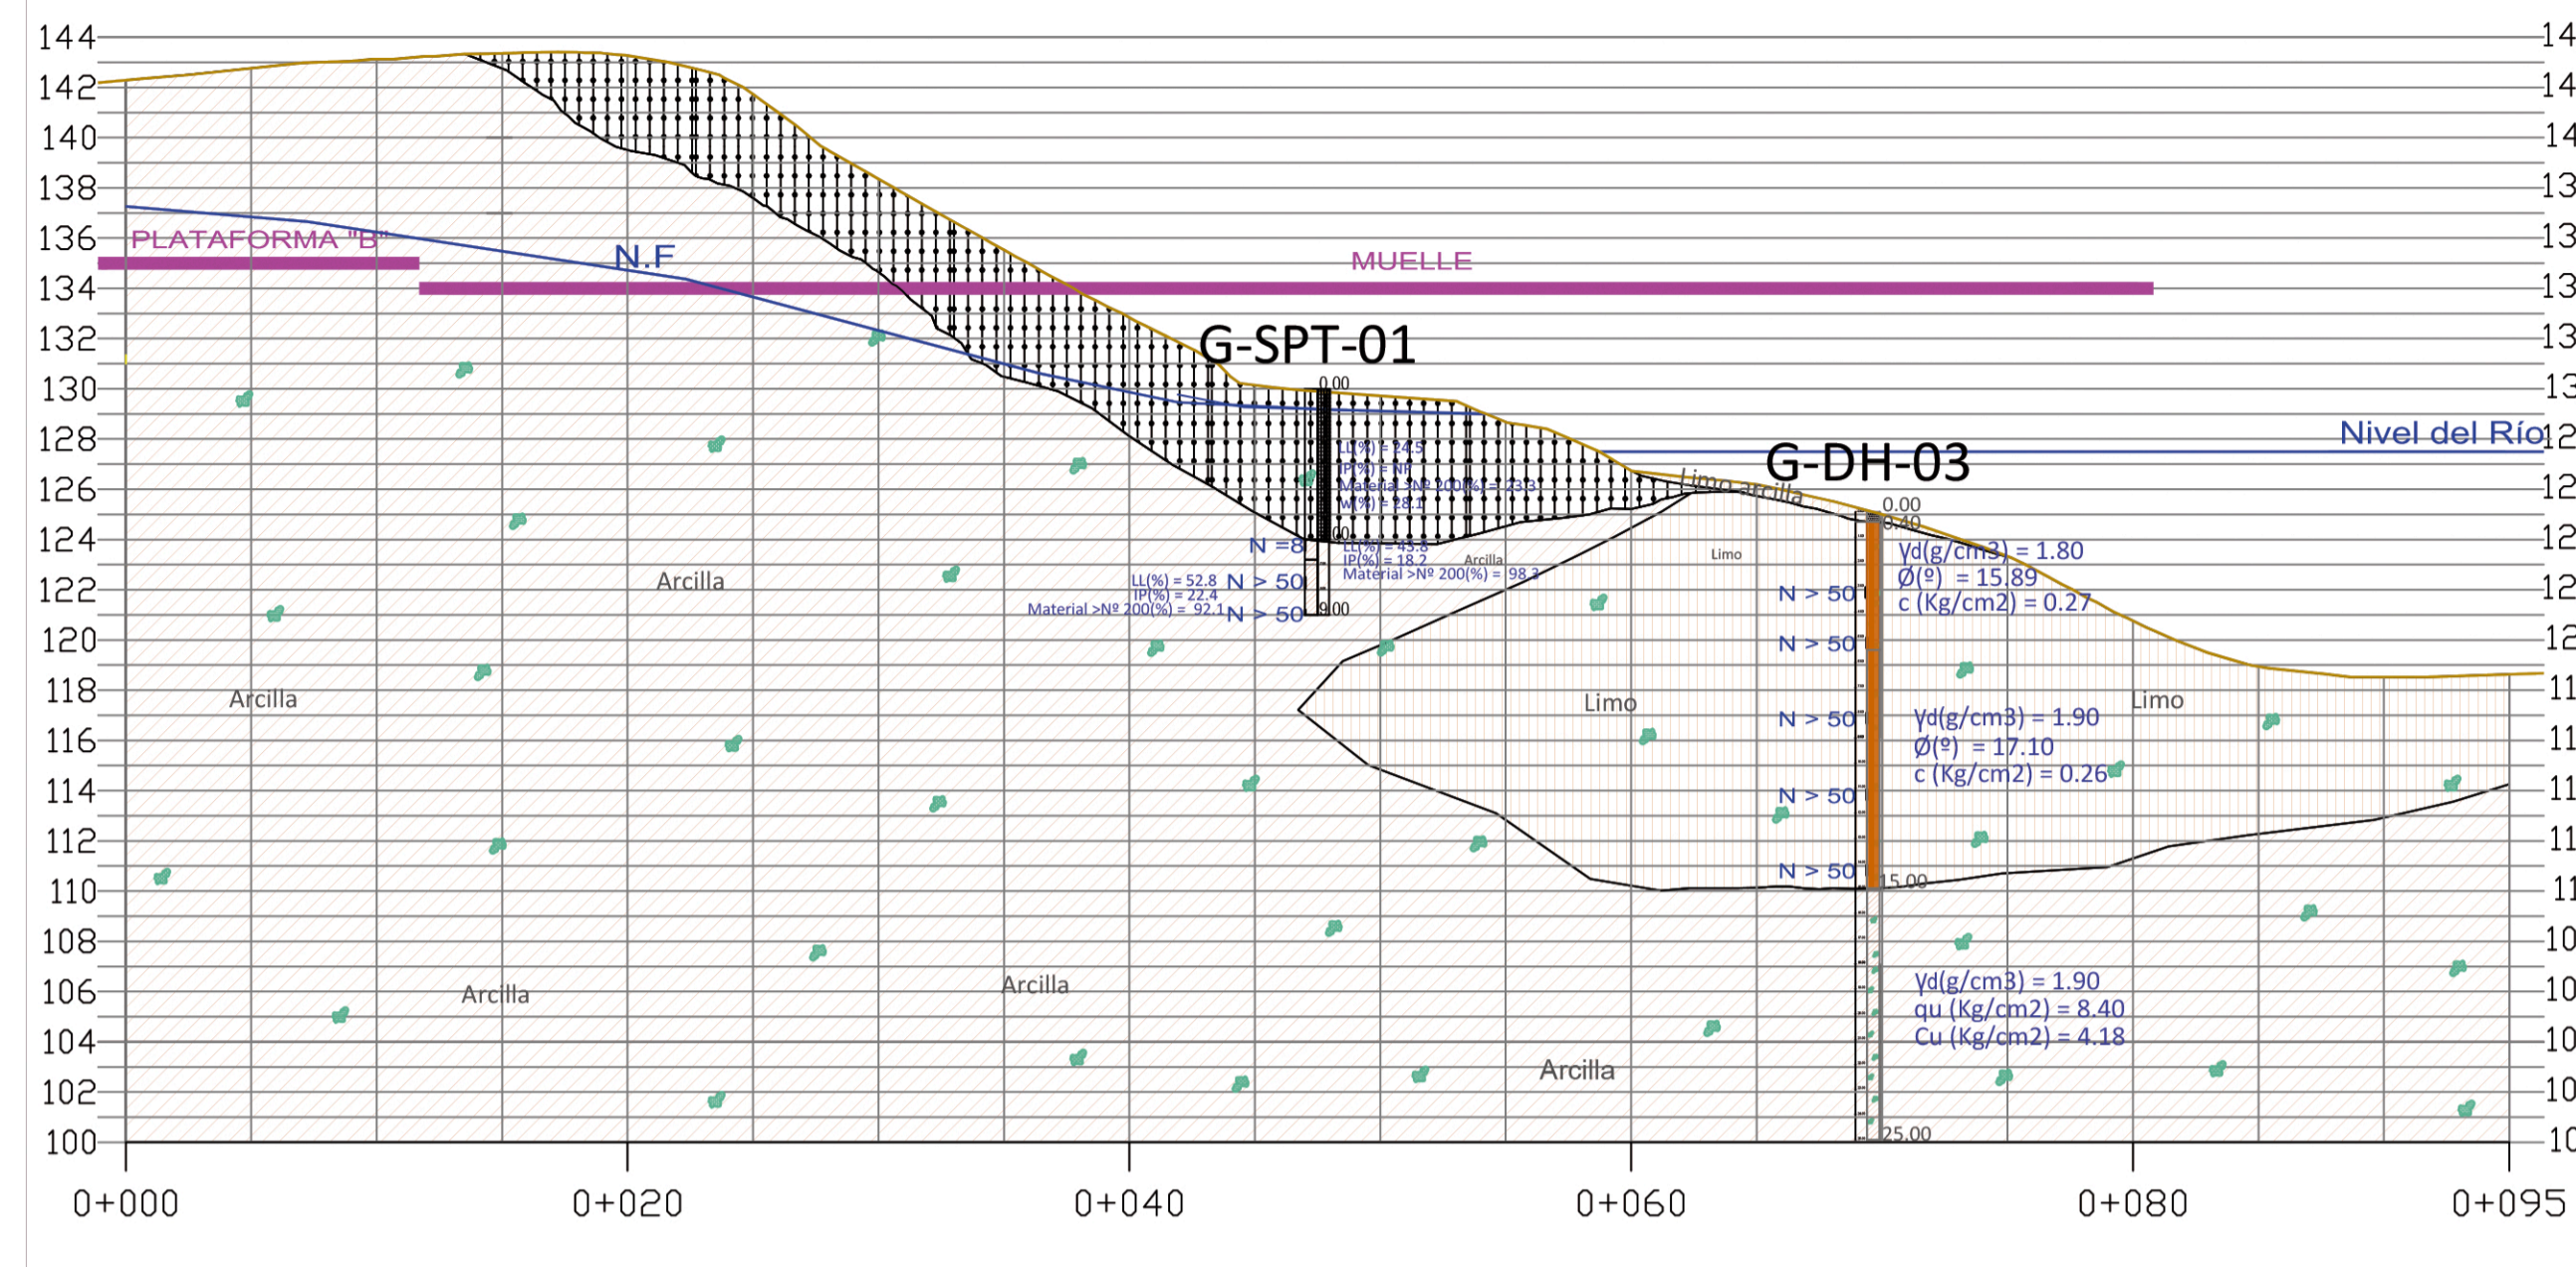 144
142
140
138
136
134
132
130
128
126
124
122
120
118
116
114
112
110
108
106
104
102
100
PLATAFORMA "B"
N.F
MUELLE
G-SPT-01
0.00
LL(%) = 24.5
IP(%) = NP
Material >Nº 200(%) = 23.3
w(%) = 28.1
N =8
LL(%) = 43.8
IP(%) = 18.2
Material >Nº 200(%) = 98.3
LL(%) = 52.8
IP(%) = 22.4
Material >Nº 200(%) = 92.1
N > 50
N > 50
9.00
Nivel del Río
G-DH-03
Limo arcilla
0.00
0.40
γd(g/cm3) = 1.80
Ø(º) = 15.89
c (Kg/cm2) = 0.27
N > 50
N > 50
N > 50
N > 50
N > 50
γd(g/cm3) = 1.90
Ø(º) = 17.10
c (Kg/cm2) = 0.26
15.00
γd(g/cm3) = 1.90
qu (Kg/cm2) = 8.40
Cu (Kg/cm2) = 4.18
25.00
Arcilla
Limo
Arcilla
Arcilla
Limo
Limo
Arcilla
Arcilla
Arcilla
0+000
0+020
0+040
0+060
0+080
0+095